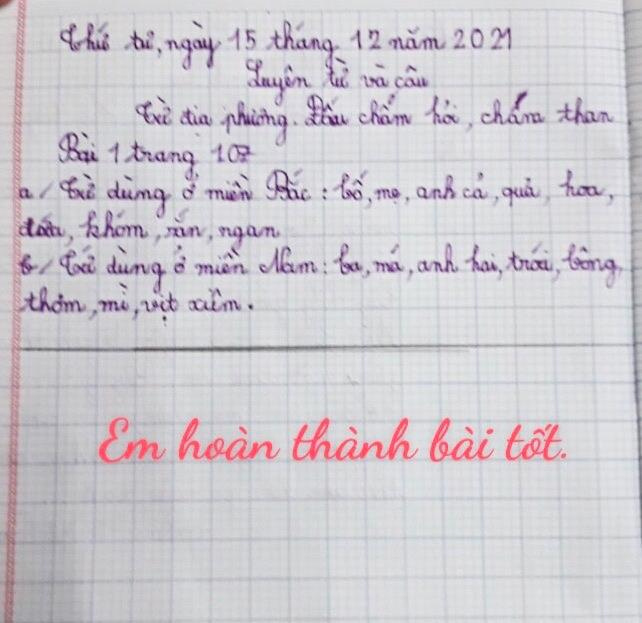 Thứ tư, ngày 15 tháng 12 năm 2021
Luyện từ và câu
Từ địa phương. Dấu chấm hỏi, chấm than.
Bài 1 trang 107
a/ Từ dùng ở miền Bắc: bố, mẹ, anh cả, quả, hoa,
dứa, khóm, sắn, ngan
b/ Từ dùng ở miền Nam: ba, má, anh hai, trái, bông,
thơm, mì, vịt xiêm.
Em hoàn thành bài tốt.